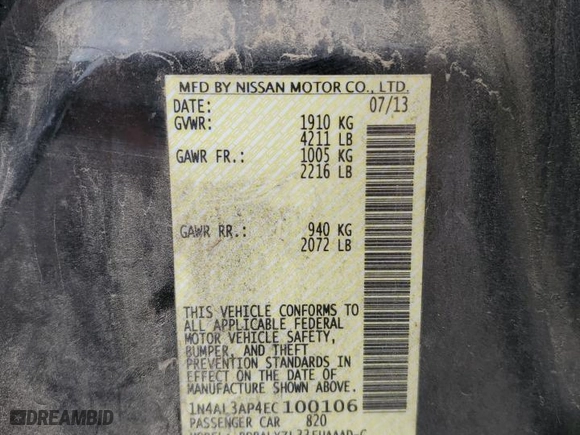 MFD BY NISSAN MOTOR CO., LTD.
DATE: 07/13
GVWR: 1910 KG
4211 LB
GAWR FR.: 1005 KG
2216 LB
GAWR RR.: 940 KG
2072 LB
THIS VEHICLE CONFORMS TO
ALL APPLICABLE FEDERAL
MOTOR VEHICLE SAFETY,
BUMPER, AND THEFT
PREVENTION STANDARDS IN
EFFECT ON THE DATE OF
MANUFACTURE SHOWN ABOVE.
1N4AL3AP4EC100106
PASSENGER CAR 820
DREAMBID